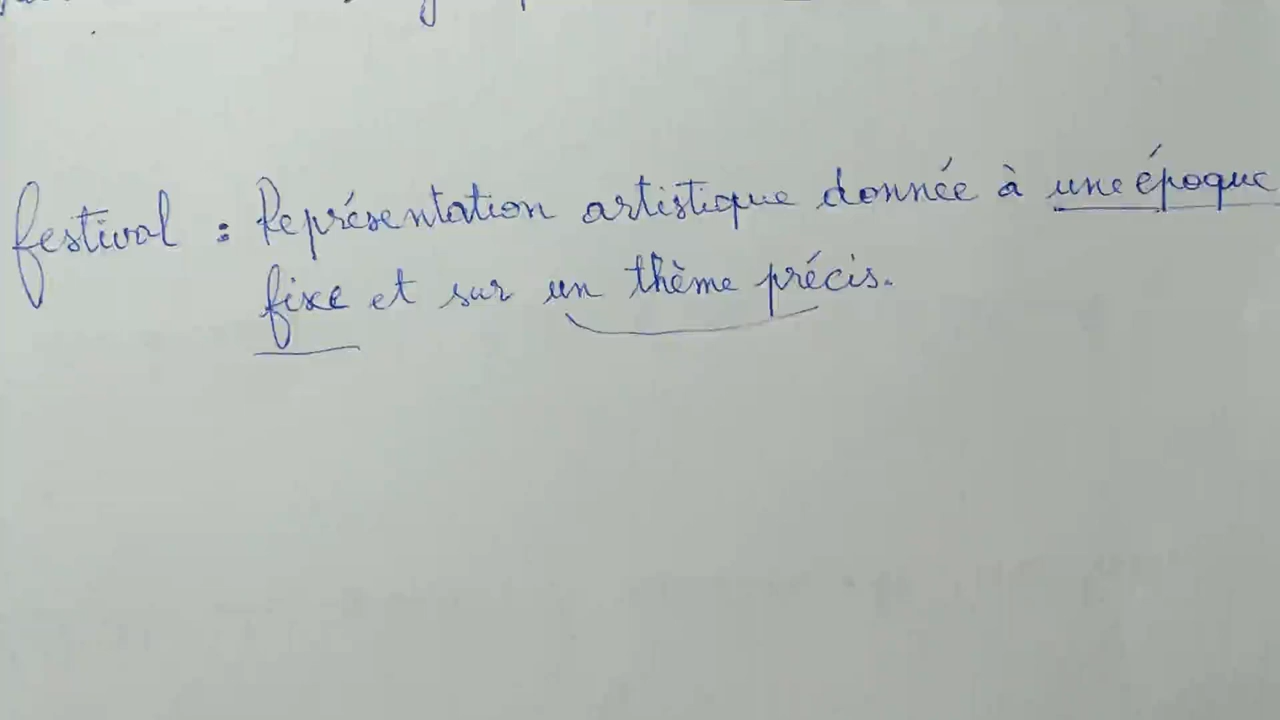 festival : Représentation artistique donnée à une époque
fixe et sur un thème précis.